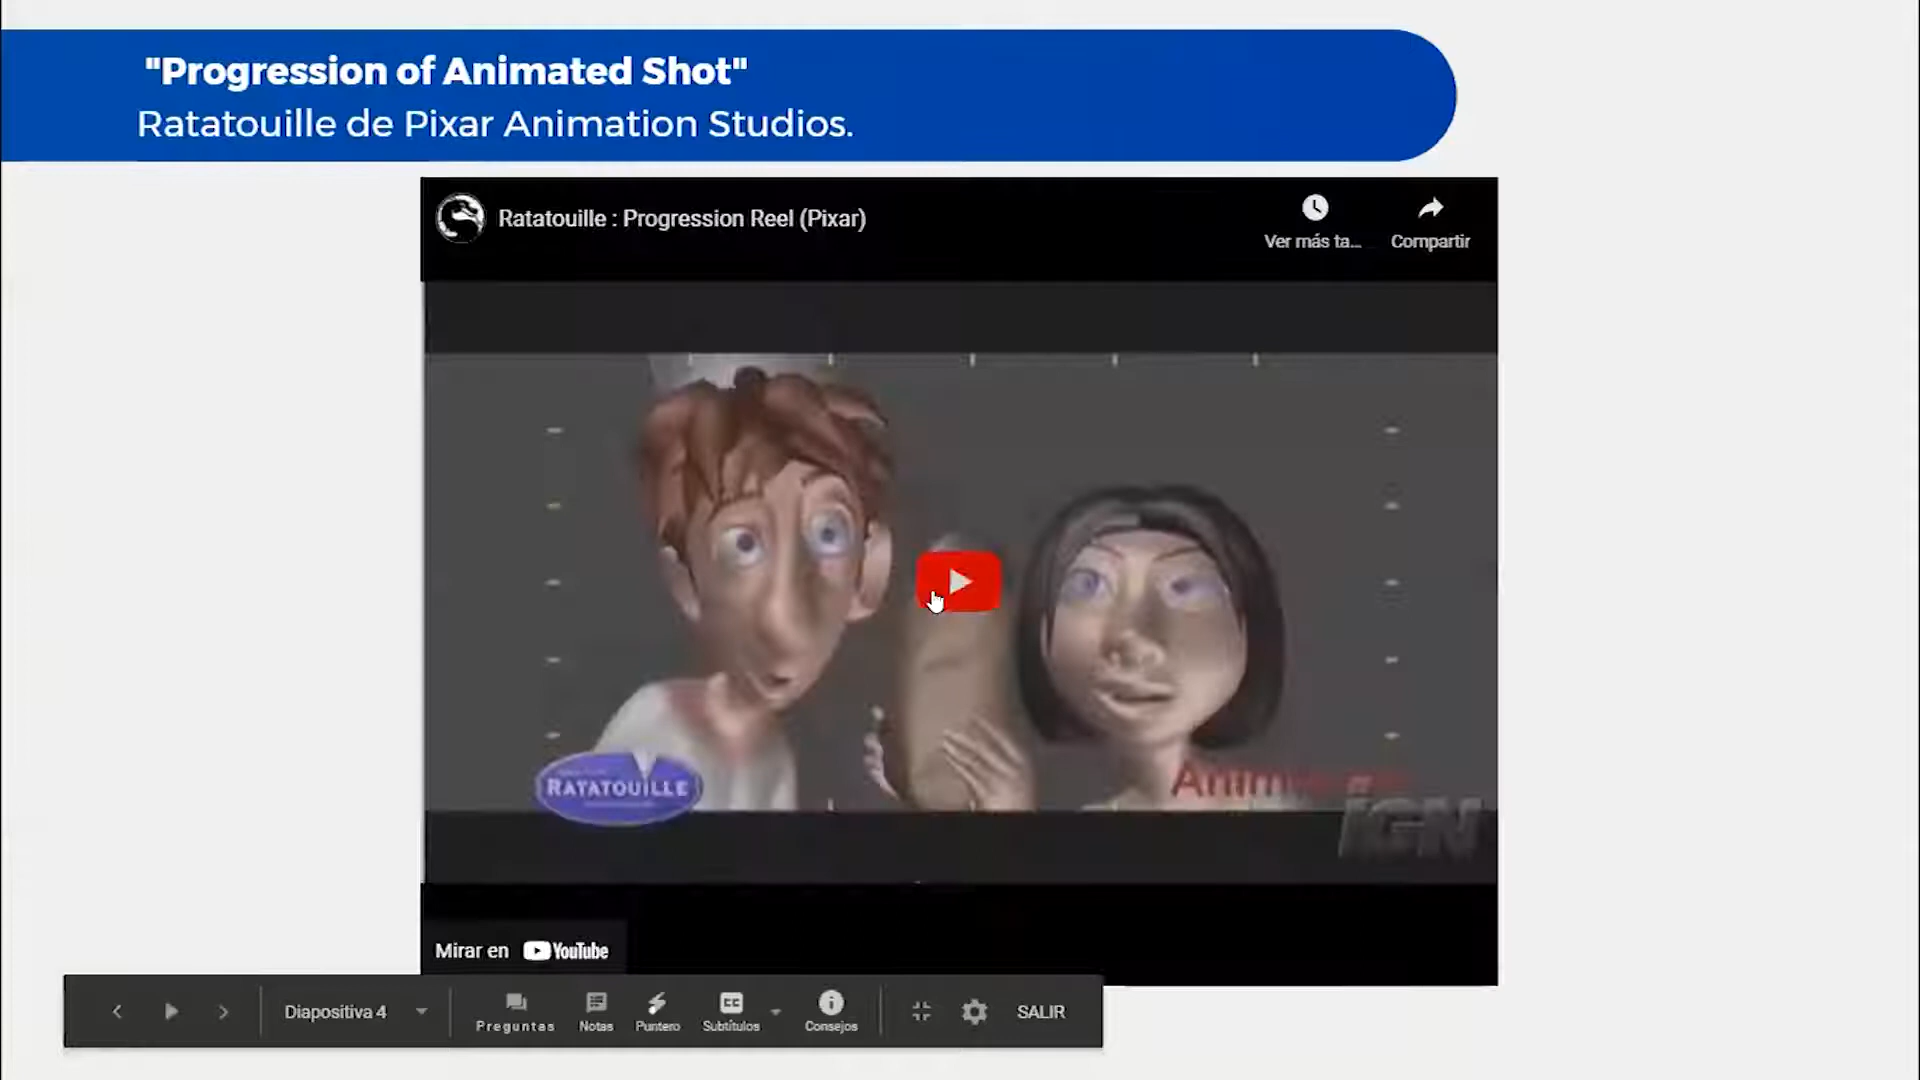 "Progression of Animated Shot"
Ratatouille de Pixar Animation Studios.
Ratatouille : Progression Reel (Pixar)
Ver más ta...
Compartir
RATATOUILLE
IGN
Mirar en YouTube
Diapositiva 4
Preguntas
Notas
Puntero
CC
Subtítulos
Consejos
SALIR